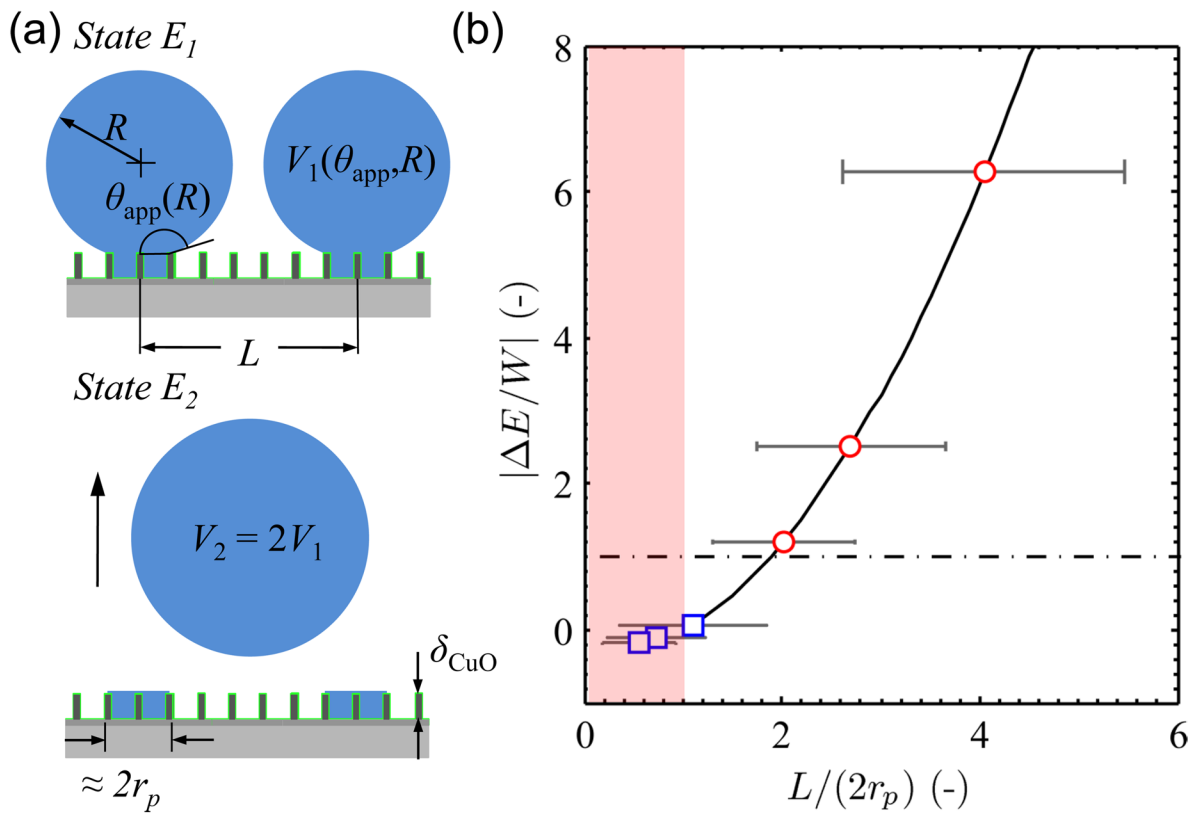 (a)
State E1
R
θapp(R)
V1(θapp,R)
L
State E2
V2 = 2V1
δCuO
≈ 2rp
(b)
8
6
4
2
0
|ΔE/W| (-)
0 2 4 6
L/(2rp) (-)